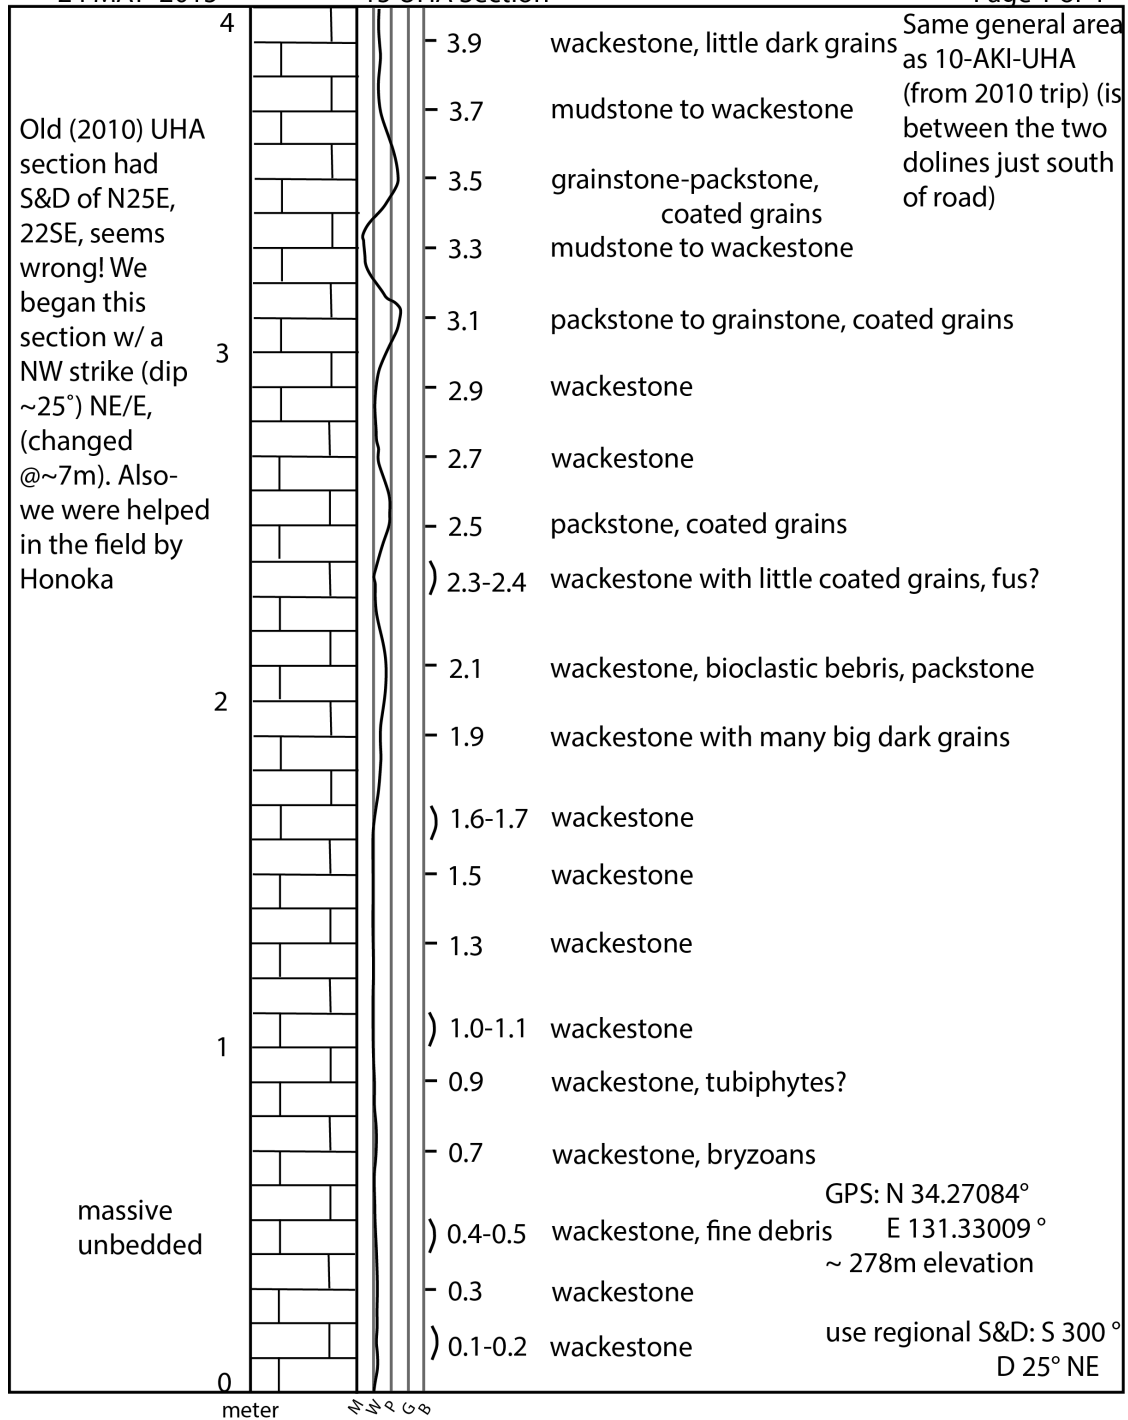 4
3.9 wackestone, little dark grains
Same general area
as 10-AKI-UHA
(from 2010 trip) (is
between the two
dolines just south
of road)
3.7 mudstone to wackestone
Old (2010) UHA
section had
S&D of N25E,
22SE, seems
wrong! We
began this
section w/ a
NW strike (dip
~25˚) NE/E,
(changed
@~7m). Also-
we were helped
in the field by
Honoka
3.5 grainstone-packstone,
coated grains
3.3 mudstone to wackestone
3.1 packstone to grainstone, coated grains
3
2.9 wackestone
2.7 wackestone
2.5 packstone, coated grains
2.3-2.4 wackestone with little coated grains, fus?
2.1 wackestone, bioclastic bebris, packstone
2
1.9 wackestone with many big dark grains
1.6-1.7 wackestone
1.5 wackestone
1.3 wackestone
1.0-1.1 wackestone
1
0.9 wackestone, tubiphytes?
0.7 wackestone, bryzoans
GPS: N 34.27084°
E 131.33009 °
~ 278m elevation
massive
unbedded
0.4-0.5 wackestone, fine debris
0.3 wackestone
use regional S&D: S 300 °
D 25° NE
0.1-0.2 wackestone
0
meter
M W P G B